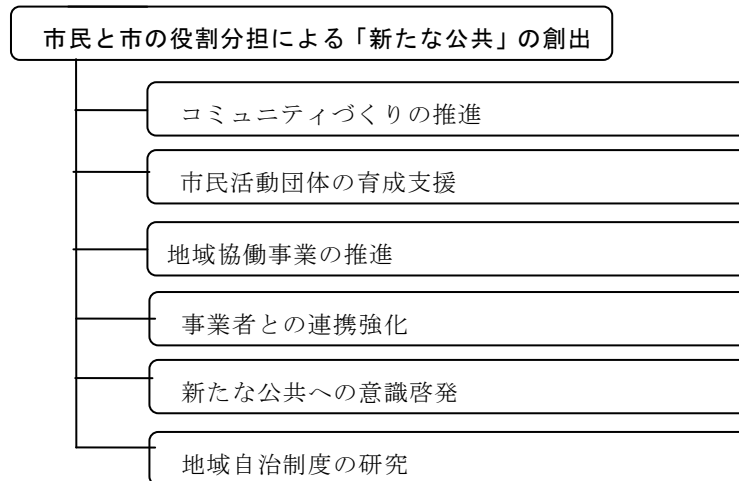 市民と市の役割分担による「新たな公共」の創出
コミュニティづくりの推進
市民活動団体の育成支援
地域協働事業の推進
事業者との連携強化
新たな公共への意識啓発
地域自治制度の研究